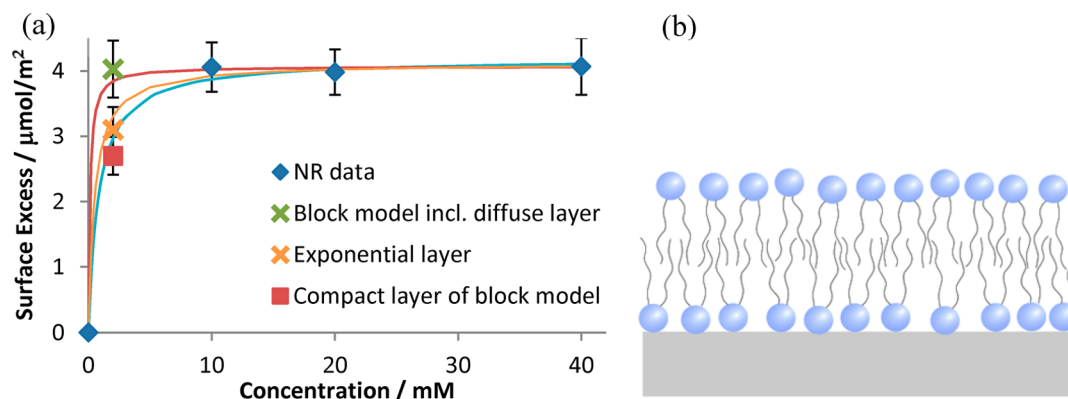 (a)
(b)
Surface Excess / μmol/m²
5
4
3
2
1
0
NR data
Block model incl. diffuse layer
Exponential layer
Compact layer of block model
0 10 20 30 40
Concentration / mM